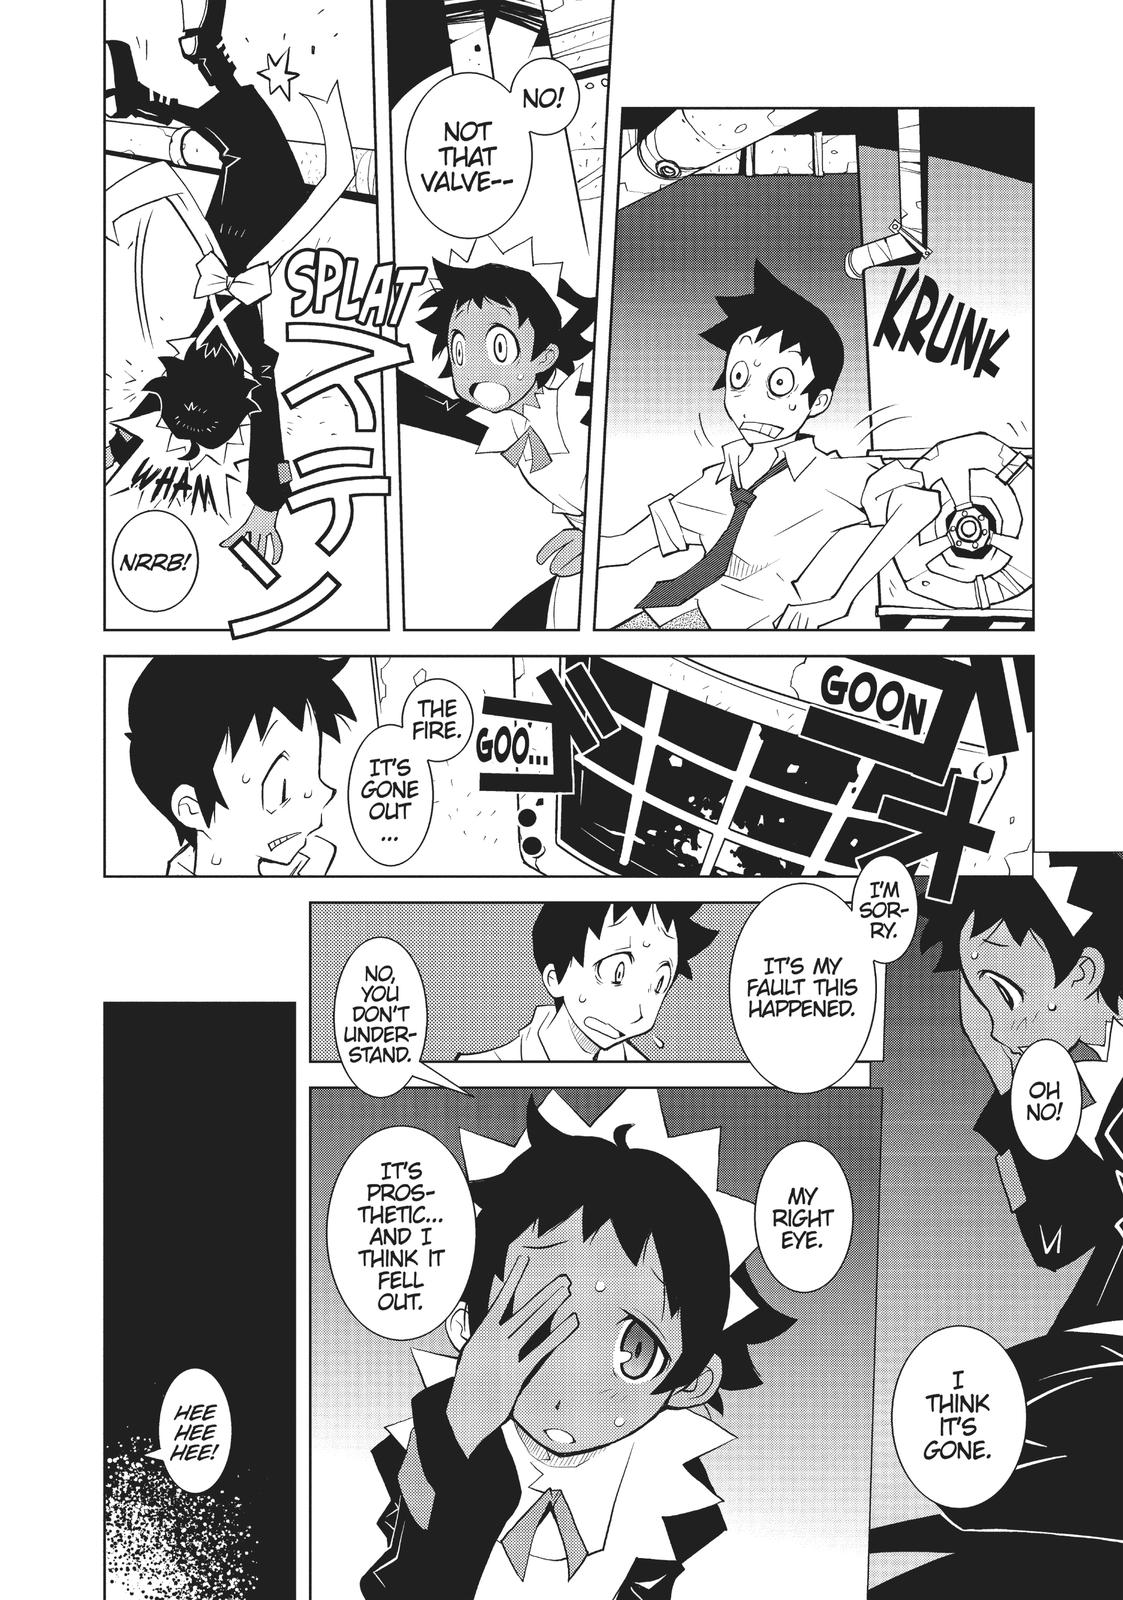 KRUNK
NO!
NOT
THAT
VALVE--
SPLAT
WHAM
NRRB!
GOON
GOO...
THE
FIRE.
IT'S
GONE
OUT
...
OH
NO!
I
THINK
IT'S
GONE.
I'M
SOR-
RY.
IT'S MY
FAULT THIS
HAPPENED.
NO,
YOU
DON'T
UNDER-
STAND.
MY
RIGHT
EYE.
IT'S
PROS-
THETIC...
AND I
THINK IT
FELL
OUT.
HEE
HEE
HEE!